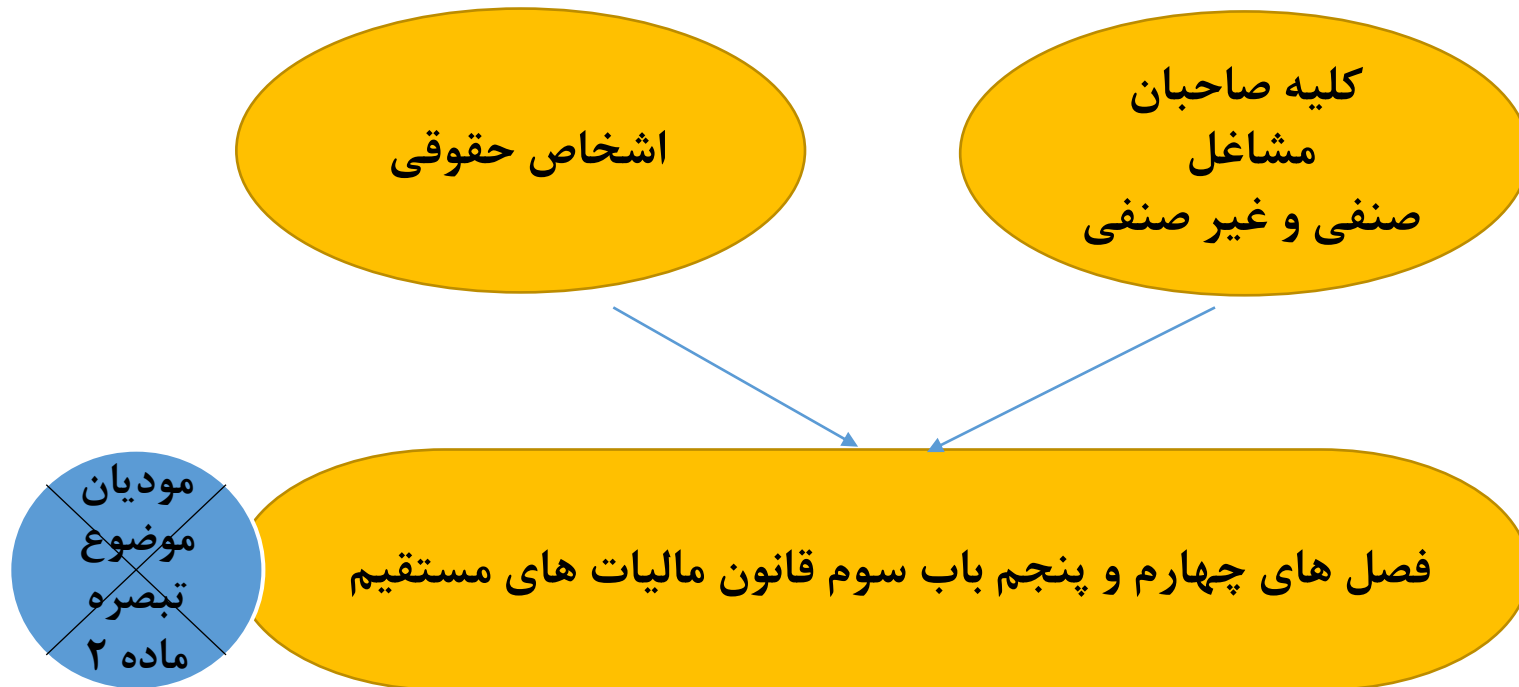 کلیه صاحبان
مشاغل
صنفی و غیر صنفی
اشخاص حقوقی
فصل های چهارم و پنجم باب سوم قانون مالیات های مستقیم
مودیان
موضوع
تبصره
ماده ۲